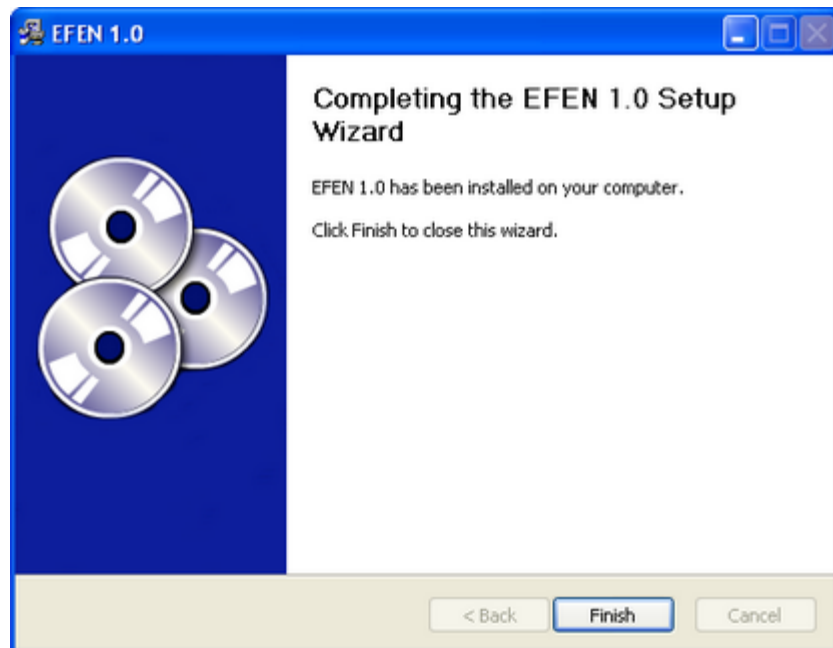 EFEN 1.0
Completing the EFEN 1.0 Setup
Wizard
EFEN 1.0 has been installed on your computer.
Click Finish to close this wizard.
< Back Finish Cancel